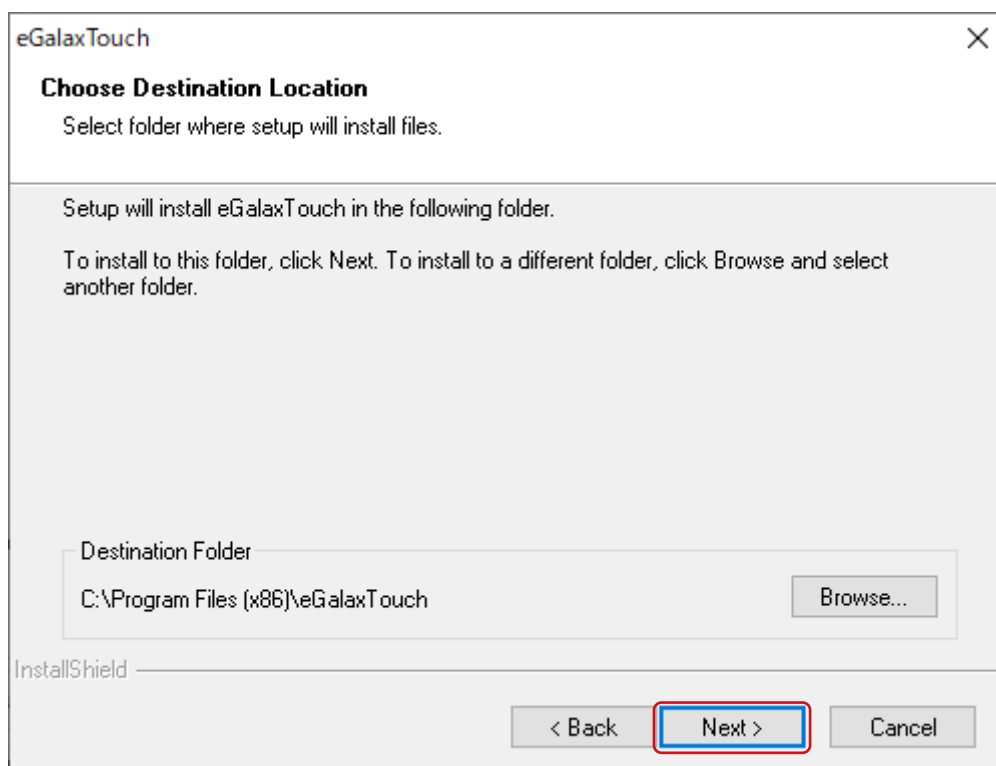 eGalaxTouch
Choose Destination Location
Select folder where setup will install files.
Setup will install eGalaxTouch in the following folder.
To install to this folder, click Next. To install to a different folder, click Browse and select
another folder.
Destination Folder
C:\Program Files (x86)\eGalaxTouch
Browse...
InstallShield
< Back
Next >
Cancel